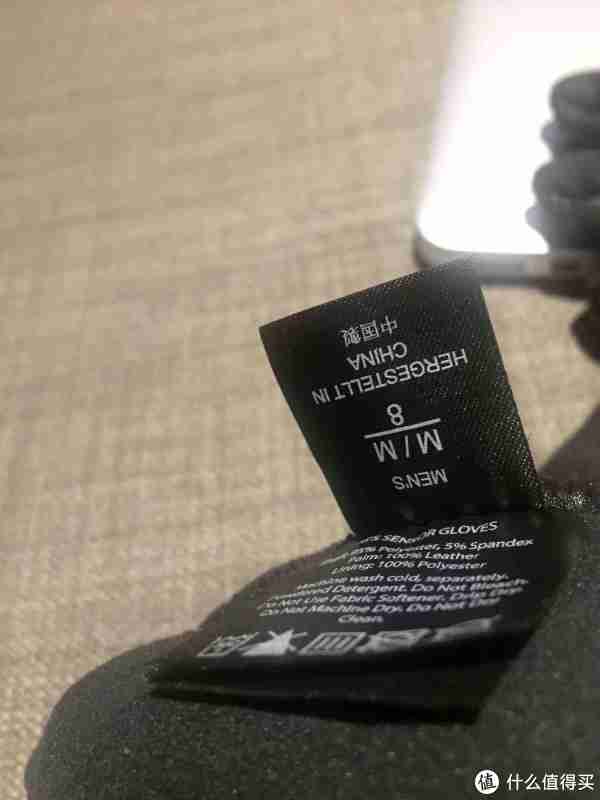 MEN'S
M / M
8
HERGESTELLT IN
CHINA
中国製
SENSOR GLOVES
95% Polyester, 5% Spandex
Palm: 100% Leather
Lining: 100% Polyester
Machine wash cold, separately.
Powdered Detergent. Do Not Bleach.
Do Not Use Fabric Softener. Drip Dry.
Do Not Machine Dry. Do Not Dry
Clean.
值 什么值得买